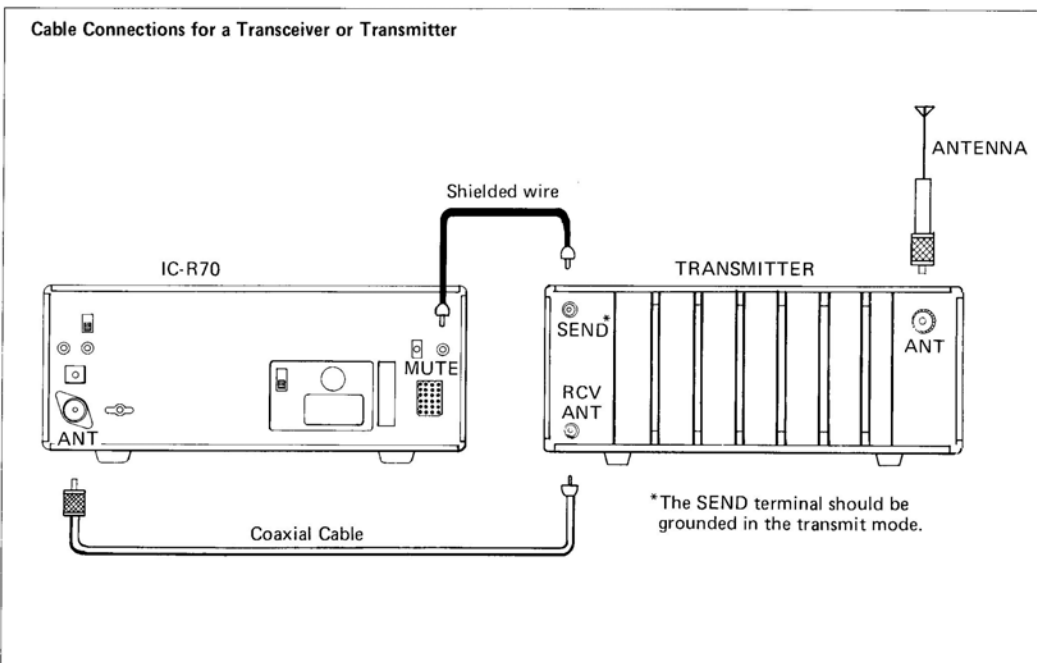 Cable Connections for a Transceiver or Transmitter
ANTENNA
Shielded wire
IC-R70
TRANSMITTER
SEND*
ANT
MUTE
RCV
ANT
ANT
*The SEND terminal should be
grounded in the transmit mode.
Coaxial Cable